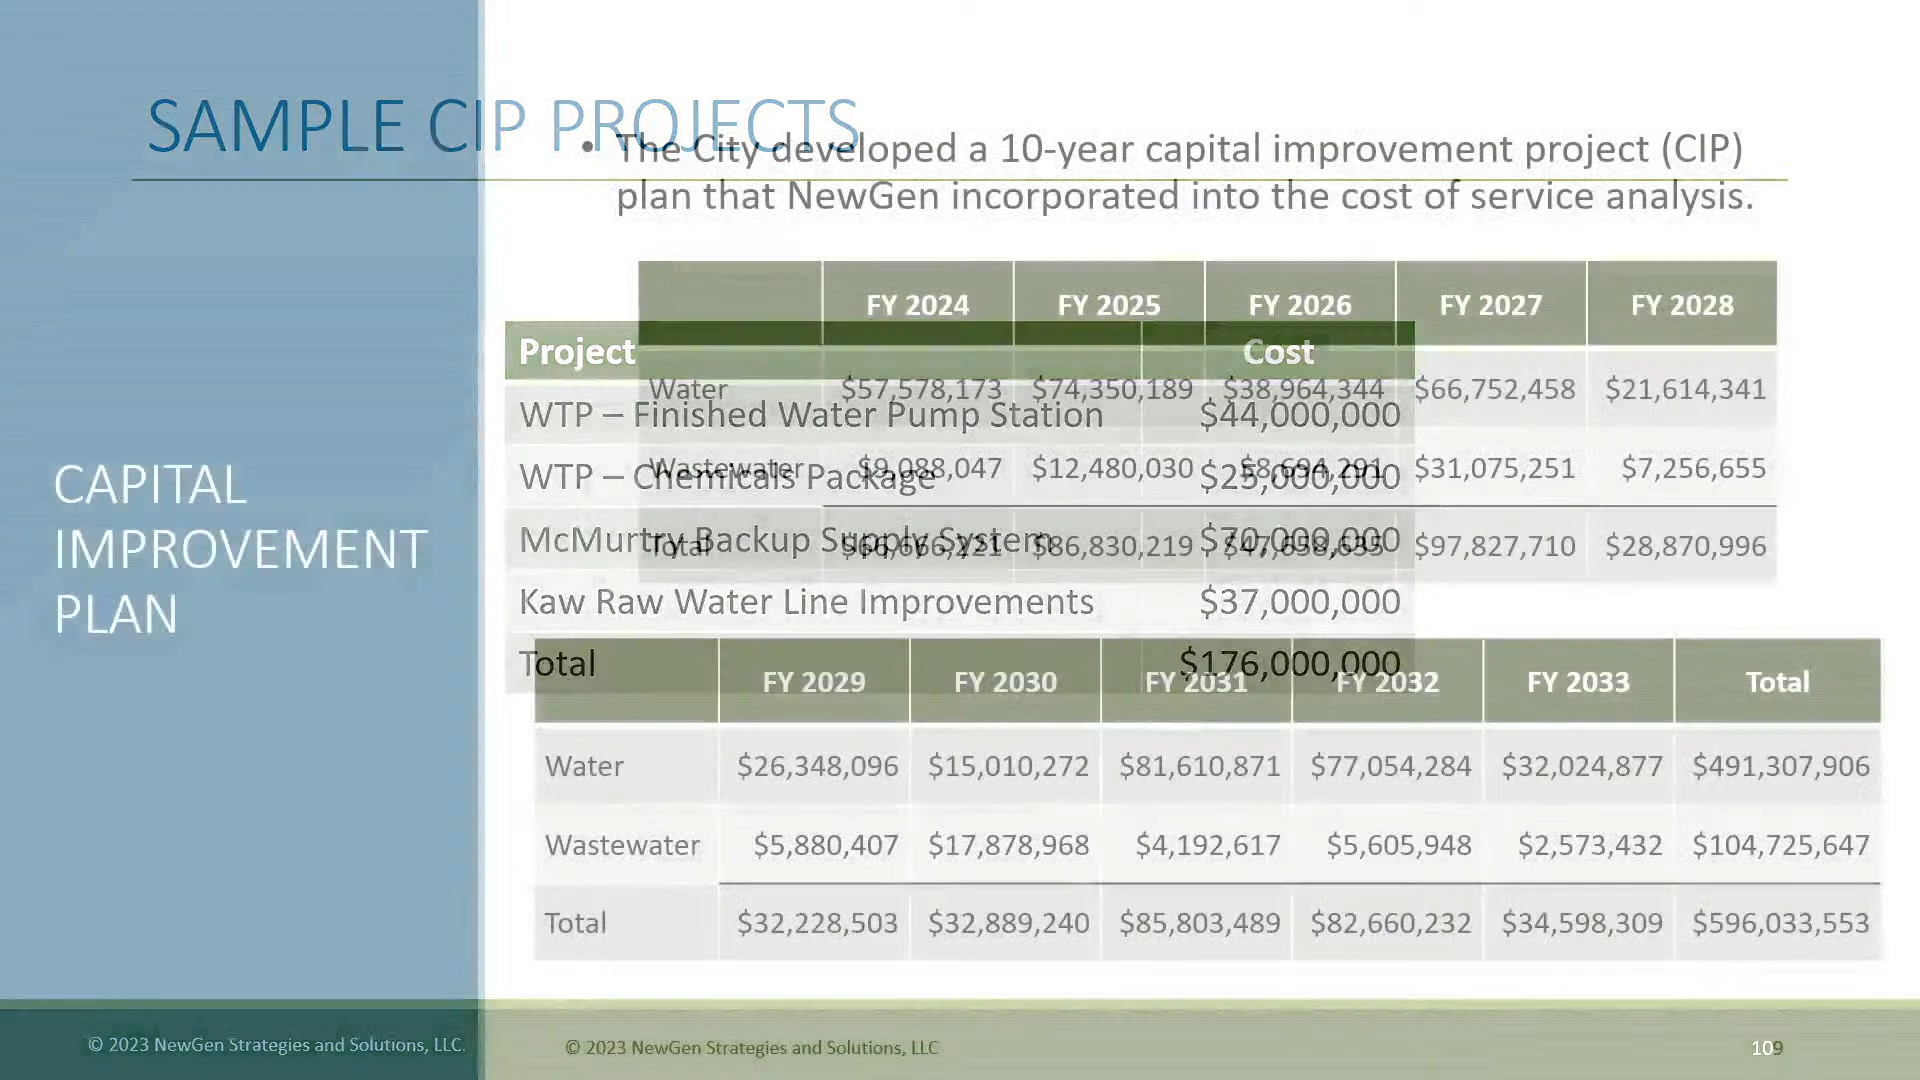 SAMPLE CIP PROJECTS
• The City developed a 10-year capital improvement project (CIP)
plan that NewGen incorporated into the cost of service analysis.
CAPITAL
IMPROVEMENT
PLAN
FY 2024 FY 2025 FY 2026 FY 2027 FY 2028
Water $57,578,173 $74,350,189 $38,964,344 $66,752,458 $21,614,341
Wastewater $9,088,047 $12,480,030 $8,694,291 $31,075,251 $7,256,655
Total $66,666,221 $86,830,219 $47,658,635 $97,827,710 $28,870,996
Project Cost
WTP – Finished Water Pump Station $44,000,000
WTP – Chemicals Package $25,000,000
McMurtry Backup Supply System $70,000,000
Kaw Raw Water Line Improvements $37,000,000
Total $176,000,000
FY 2029 FY 2030 FY 2031 FY 2032 FY 2033 Total
Water $26,348,096 $15,010,272 $81,610,871 $77,054,284 $32,024,877 $491,307,906
Wastewater $5,880,407 $17,878,968 $4,192,617 $5,605,948 $2,573,432 $104,725,647
Total $32,228,503 $32,889,240 $85,803,489 $82,660,232 $34,598,309 $596,033,553
© 2023 NewGen Strategies and Solutions, LLC.
© 2023 NewGen Strategies and Solutions, LLC